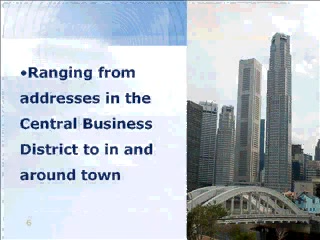 •Ranging from
addresses in the
Central Business
District to in and
around town